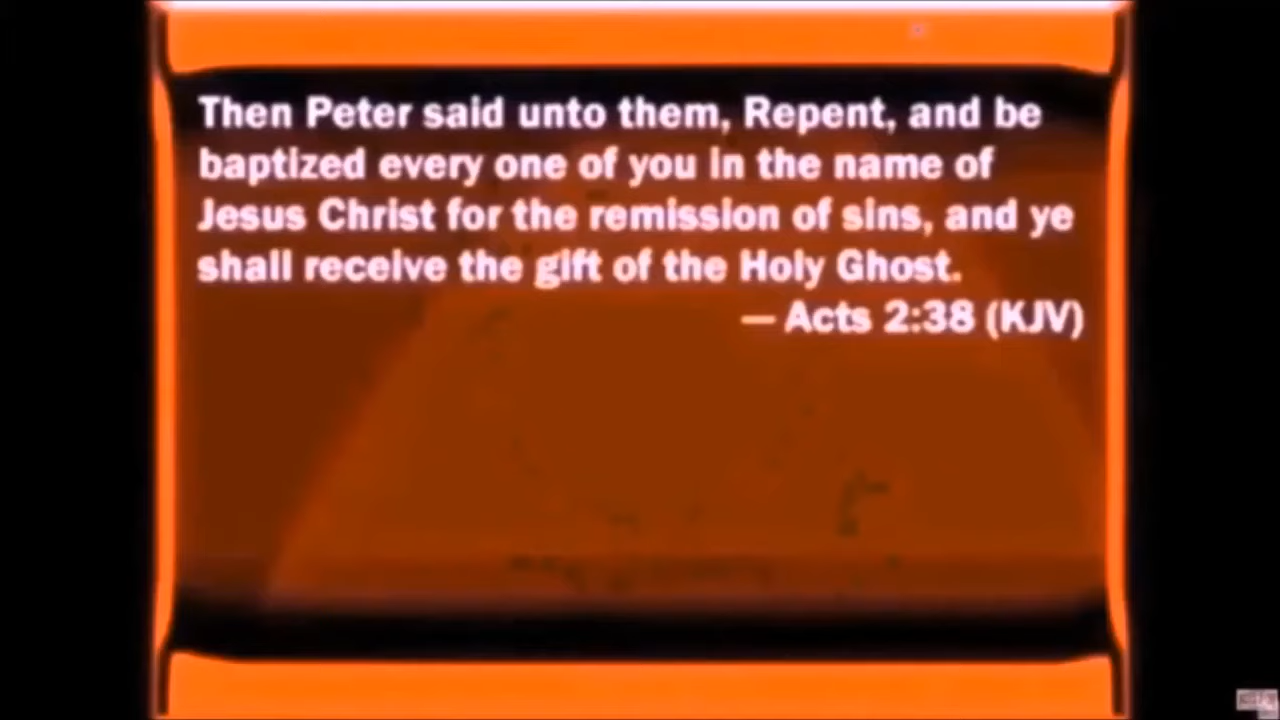 Then Peter said unto them, Repent, and be
baptized every one of you in the name of
Jesus Christ for the remission of sins, and ye
shall receive the gift of the Holy Ghost.
— Acts 2:38 (KJV)